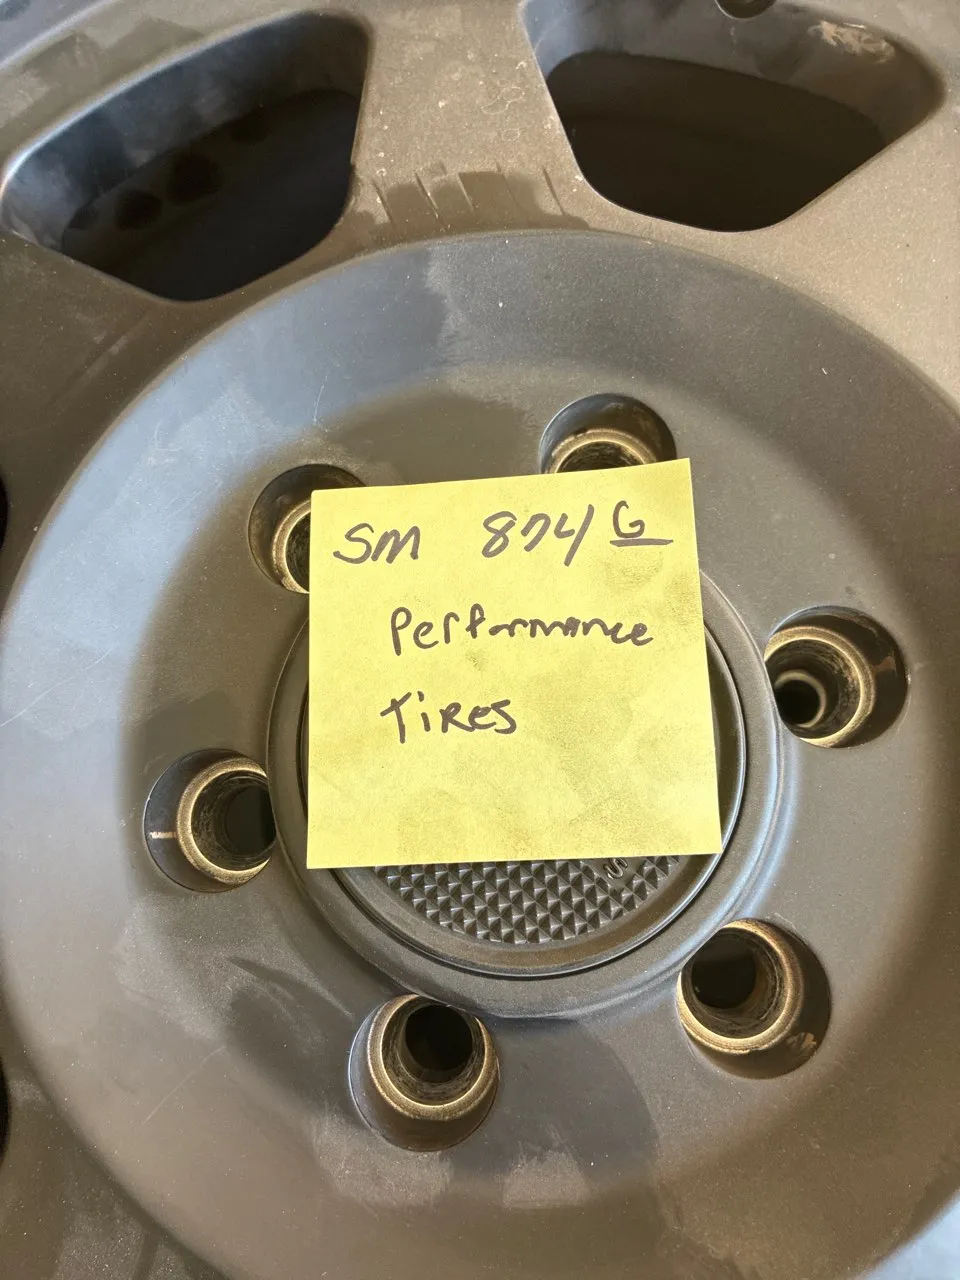 SM 874 G
Performance
Tires